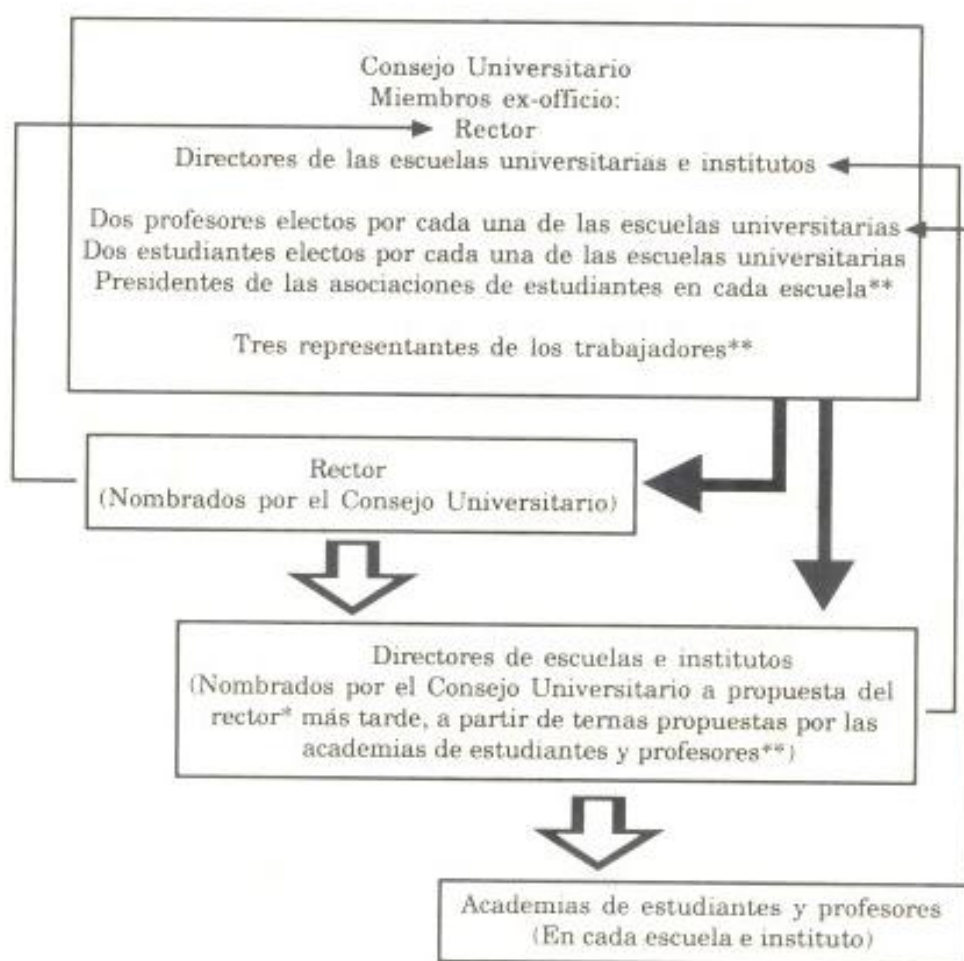 Consejo Universitario
Miembros ex-officio:
Rector
Directores de las escuelas universitarias e institutos
Dos profesores electos por cada una de las escuelas universitarias
Dos estudiantes electos por cada una de las escuelas universitarias
Presidentes de las asociaciones de estudiantes en cada escuela**
Tres representantes de los trabajadores**
Rector
(Nombrados por el Consejo Universitario)
Directores de escuelas e institutos
(Nombrados por el Consejo Universitario a propuesta del
rector* más tarde, a partir de ternas propuestas por las
academias de estudiantes y profesores**)
Academias de estudiantes y profesores
(En cada escuela e instituto)